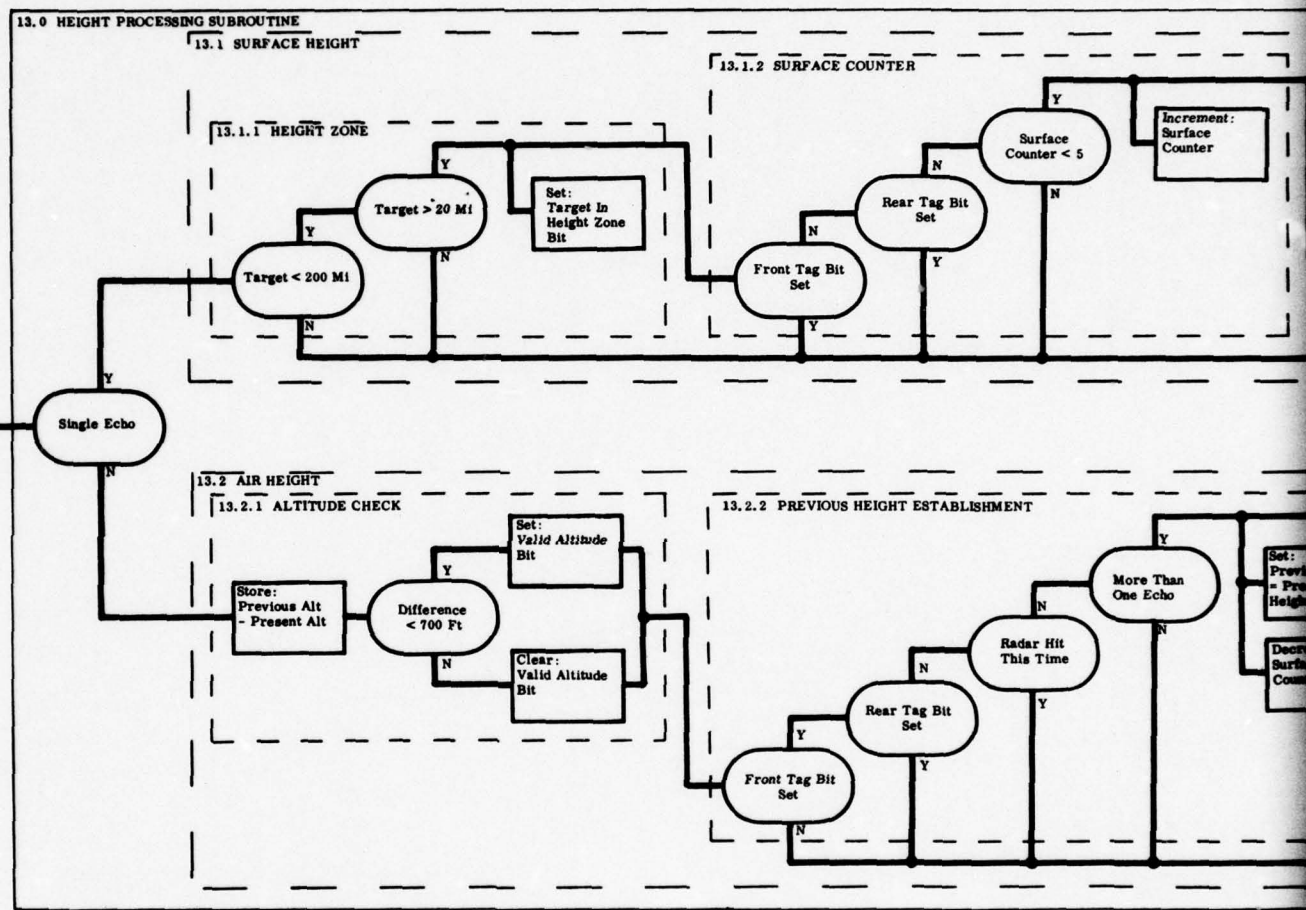 13.0 HEIGHT PROCESSING SUBROUTINE
13.1 SURFACE HEIGHT
13.1.1 HEIGHT ZONE
Single Echo
Y
N
Target < 200 Mi
Y
N
Target > 20 Mi
Y
N
Set:
Target In
Height Zone
Bit
13.1.2 SURFACE COUNTER
Front Tag Bit
Set
N
Y
Rear Tag Bit
Set
N
Y
Surface
Counter < 5
Y
N
Increment:
Surface
Counter
13.2 AIR HEIGHT
13.2.1 ALTITUDE CHECK
Store:
Previous Alt
- Present Alt
Difference
< 700 Ft
Y
N
Set:
Valid Altitude
Bit
Clear:
Valid Altitude
Bit
13.2.2 PREVIOUS HEIGHT ESTABLISHMENT
Front Tag Bit
Set
Y
N
Rear Tag Bit
Set
N
Y
Radar Hit
This Time
N
Y
More Than
One Echo
Y
N
Set: